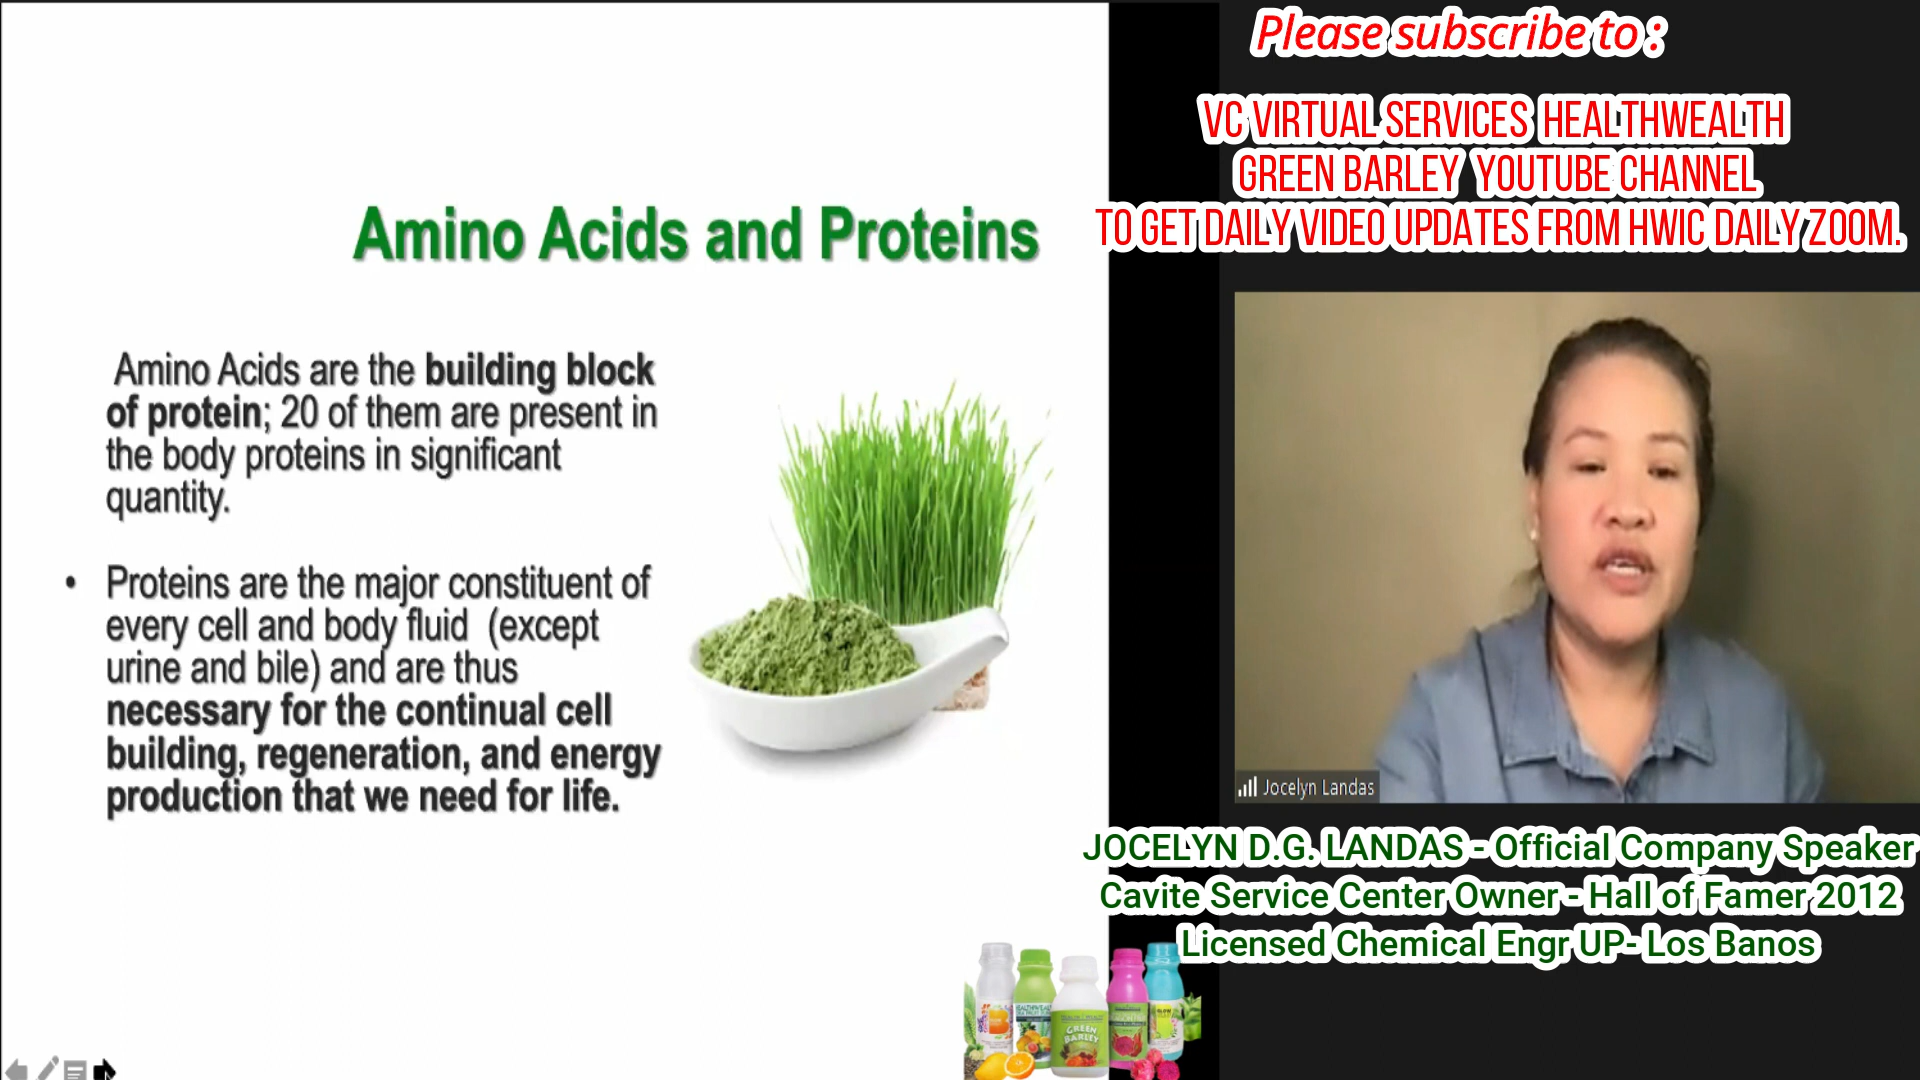 Please subscribe to :
VC VIRTUAL SERVICES HEALTHWEALTH
GREEN BARLEY YOUTUBE CHANNEL
TO GET DAILY VIDEO UPDATES FROM HWIC DAILY ZOOM.
Amino Acids and Proteins
Amino Acids are the building block
of protein; 20 of them are present in
the body proteins in significant
quantity.
• Proteins are the major constituent of
every cell and body fluid (except
urine and bile) and are thus
necessary for the continual cell
building, regeneration, and energy
production that we need for life.
Jocelyn Landas
JOCELYN D.G. LANDAS - Official Company Speaker
Cavite Service Center Owner - Hall of Famer 2012
Licensed Chemical Engr UP- Los Banos
GREEN
BARLEY